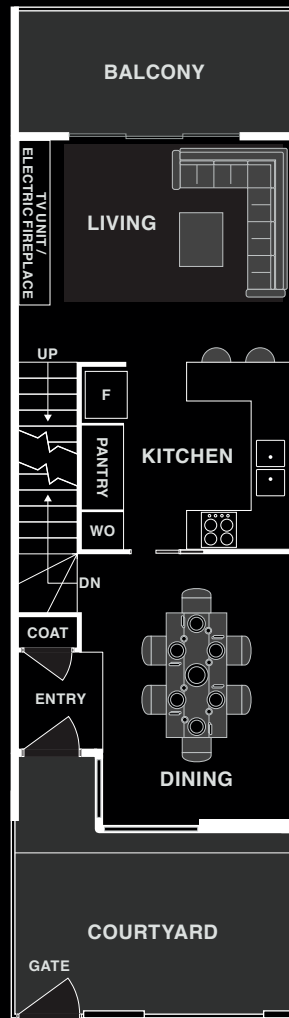 BALCONY
TV UNIT /
ELECTRIC FIREPLACE
LIVING
UP
F
PANTRY
KITCHEN
WO
DN
COAT
ENTRY
DINING
COURTYARD
GATE